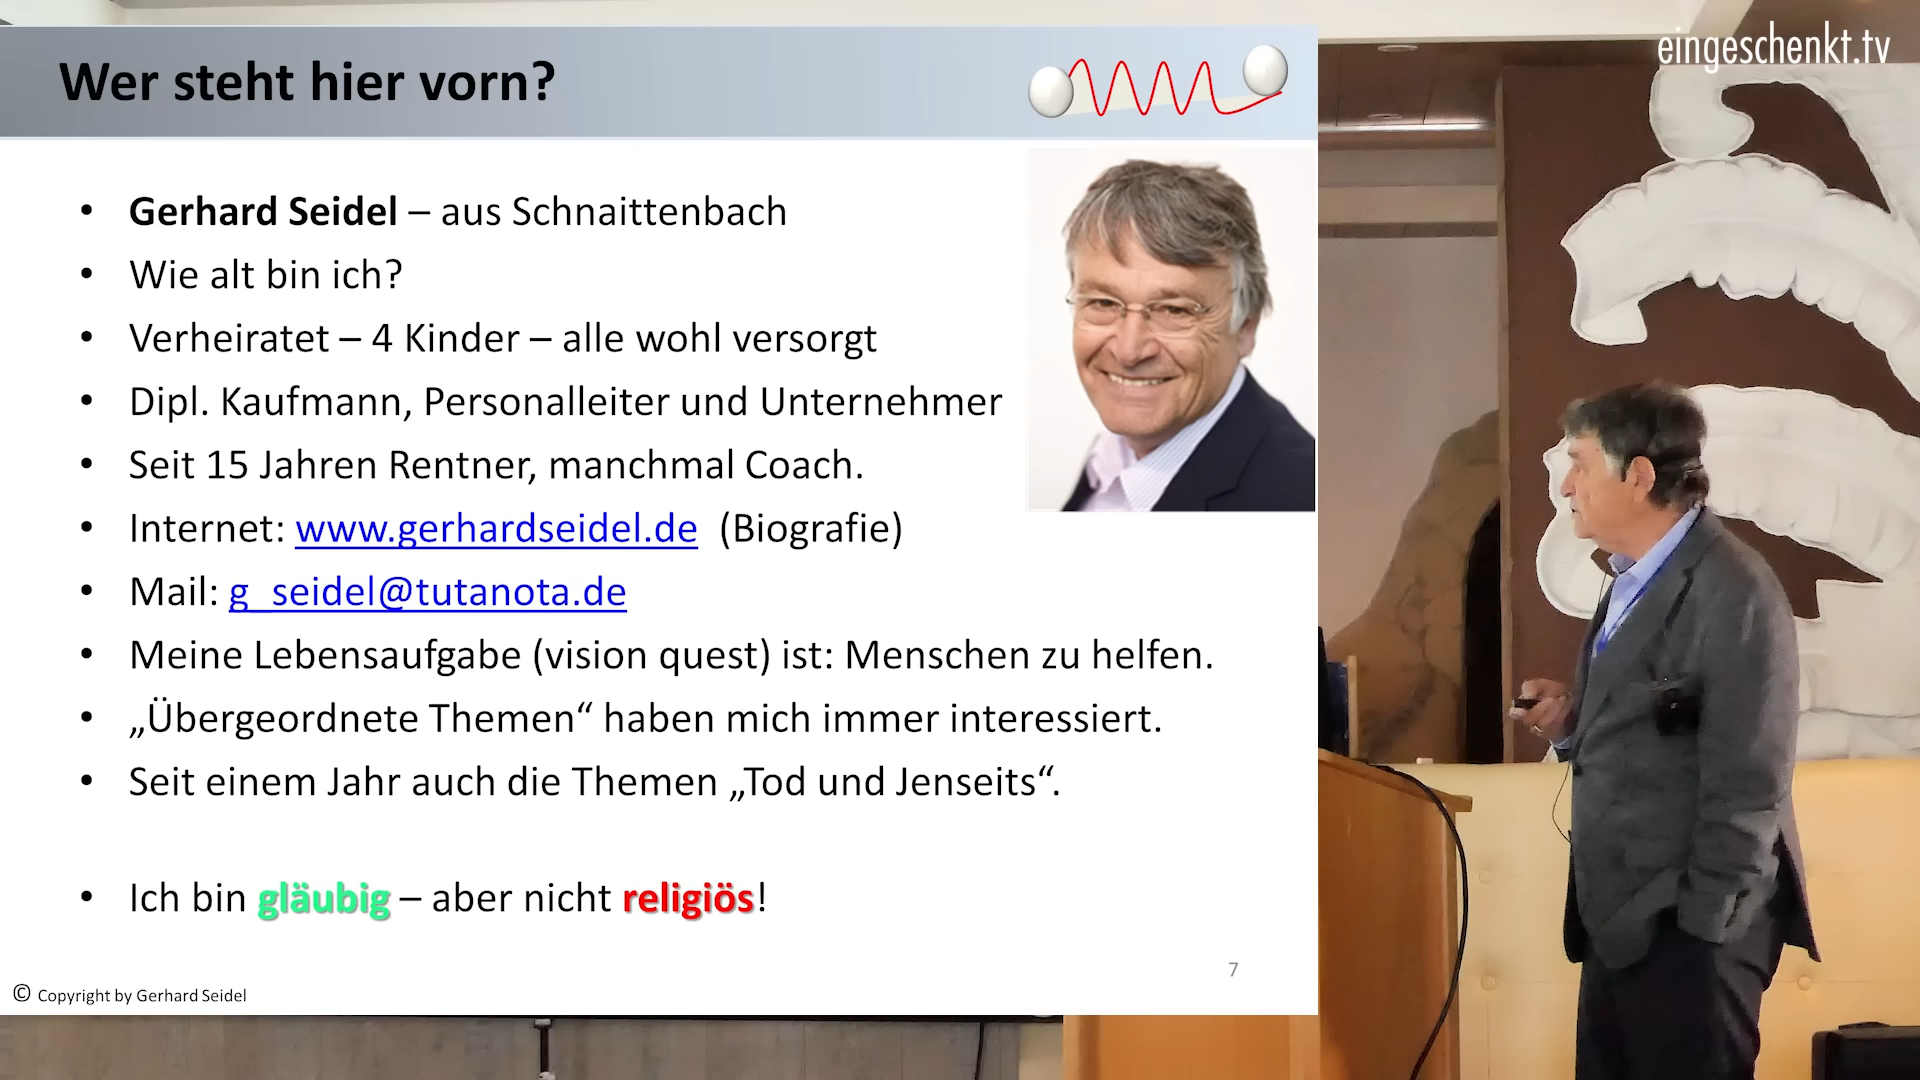 eingeschenkt.tv
Wer steht hier vorn?
• Gerhard Seidel – aus Schnaittenbach
• Wie alt bin ich?
• Verheiratet – 4 Kinder – alle wohl versorgt
• Dipl. Kaufmann, Personalleiter und Unternehmer
• Seit 15 Jahren Rentner, manchmal Coach.
• Internet: www.gerhardseidel.de (Biografie)
• Mail: g_seidel@tutanota.de
• Meine Lebensaufgabe (vision quest) ist: Menschen zu helfen.
• „Übergeordnete Themen“ haben mich immer interessiert.
• Seit einem Jahr auch die Themen „Tod und Jenseits“.
• Ich bin gläubig – aber nicht religiös!
7
© Copyright by Gerhard Seidel